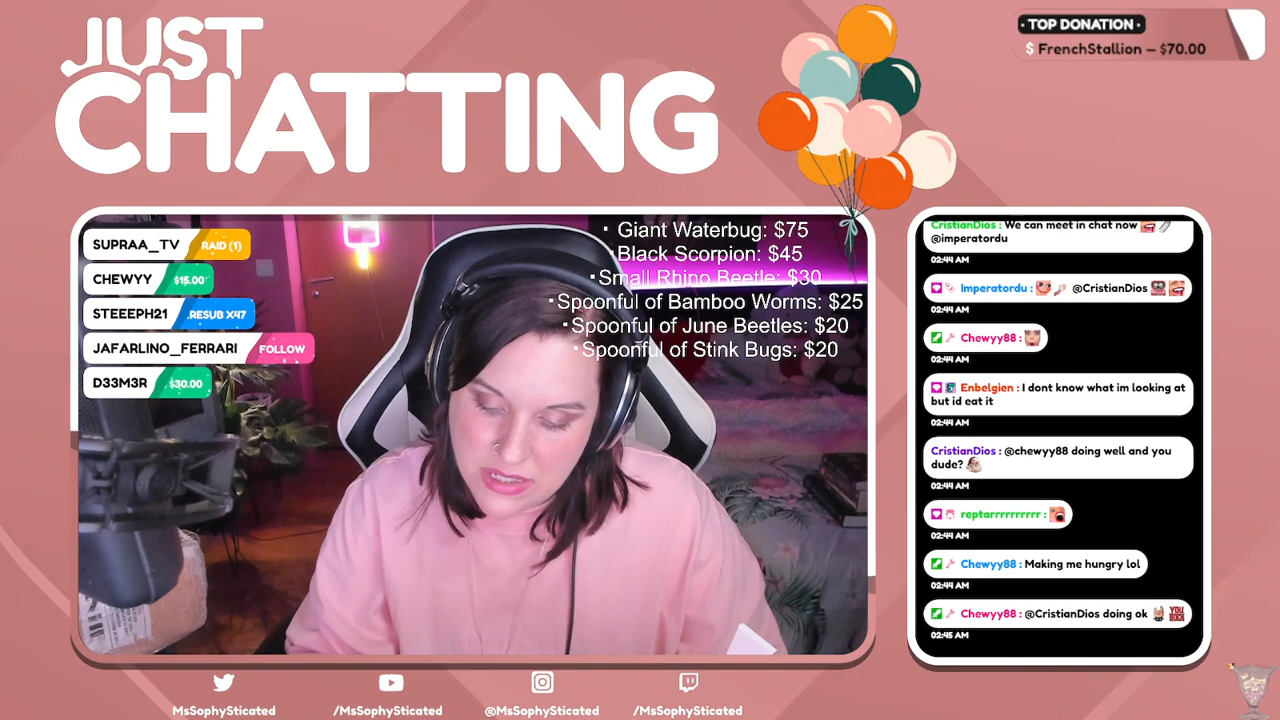 JUST
CHATTING
· TOP DONATION ·
$ FrenchStallion – $70.00
SUPRAA_TV RAID (1)
CHEWYY $15.00
STEEEPH21 RESUB X47
JAFARLINO_FERRARI FOLLOW
D33M3R $30.00
· Giant Waterbug: $75
· Black Scorpion: $45
· Small Rhino Beetle: $30
· Spoonful of Bamboo Worms: $25
· Spoonful of June Beetles: $20
· Spoonful of Stink Bugs: $20
CristianDios : We can meet in chat now
@imperatordu
02:44 AM
Imperatordu : @CristianDios
02:44 AM
Chewyy88 :
02:44 AM
Enbelgien : I dont know what im looking at
but id eat it
02:44 AM
CristianDios : @chewyy88 doing well and you
dude?
02:44 AM
reptarrrrrrrrrr :
02:44 AM
Chewyy88 : Making me hungry lol
02:44 AM
Chewyy88 : @CristianDios doing ok YOU
ROCK
02:45 AM
MsSophySticated
/MsSophySticated
@MsSophySticated
/MsSophySticated